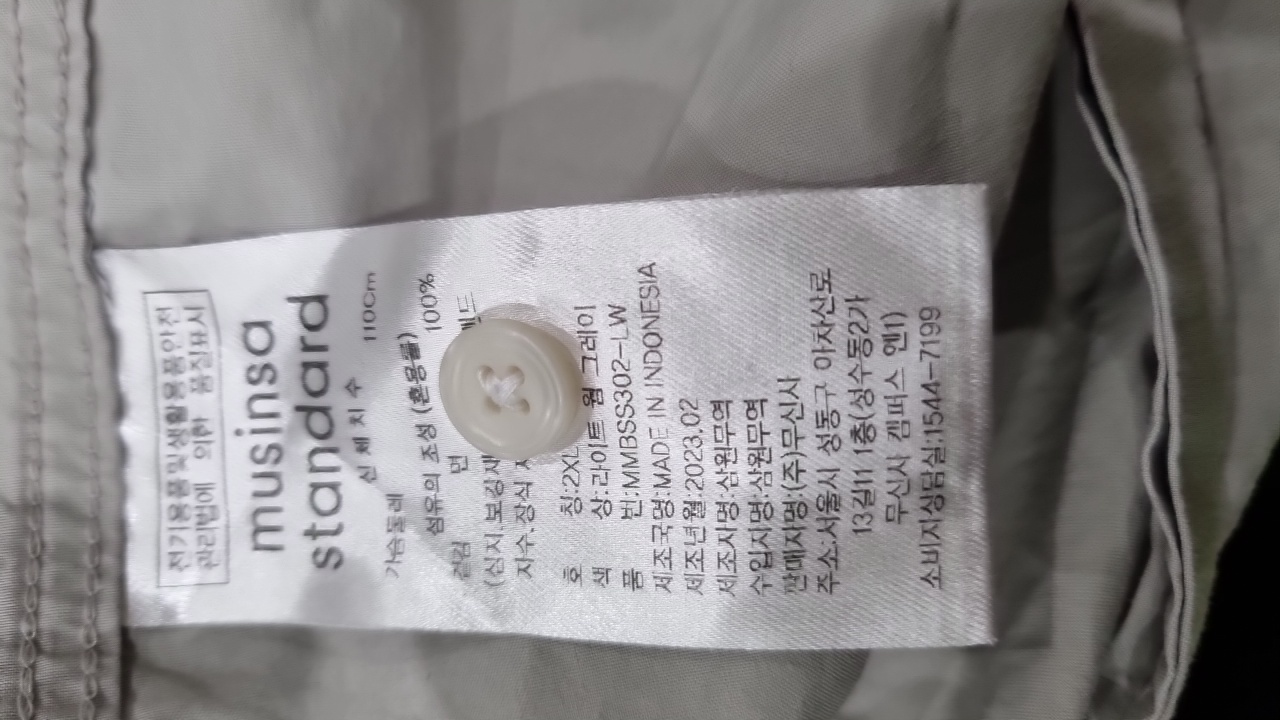 전기용품및생활용품안전
관리법에 의한 품질표시
musinsa
standard
신체치수
가슴둘레 110Cm
섬유의 조성 (혼용율)
겉감 면 100%
(심지.보강재
자수.장식
호 칭:2XL
색 상:라이트 웜 그레이
품 번:MMBSS302-LW
제조국명:MADE IN INDONESIA
제조년월:2023.02
제조자명:삼원무역
수입자명:삼원무역
판매자명:(주)무신사
주소:서울시 성동구 아차산로
13길11 1층(성수동2가
무신사 캠퍼스 엔1)
소비자상담실:1544-7199